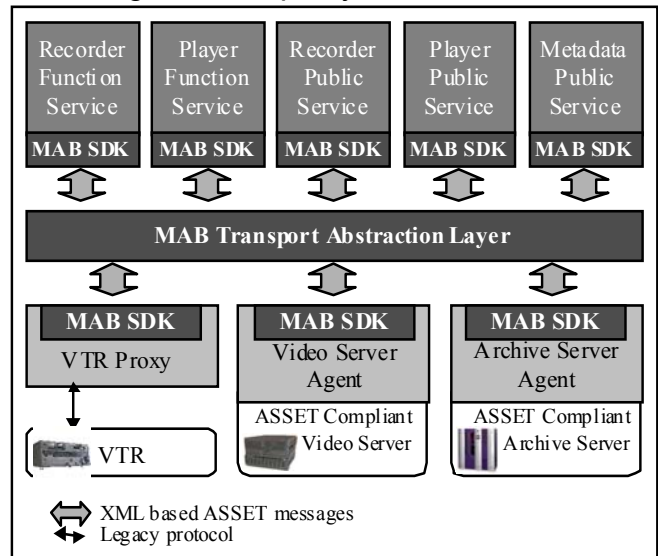 Recorder
Function
Service
MAB SDK
Player
Function
Service
MAB SDK
Recorder
Public
Service
MAB SDK
Player
Public
Service
MAB SDK
Metadata
Public
Service
MAB SDK
MAB Transport Abstraction Layer
MAB SDK
VTR Proxy
VTR
MAB SDK
Video Server
Agent
ASSET Compliant
Video Server
MAB SDK
Archive Server
Agent
ASSET Compliant
Archive Server
XML based ASSET messages
Legacy protocol